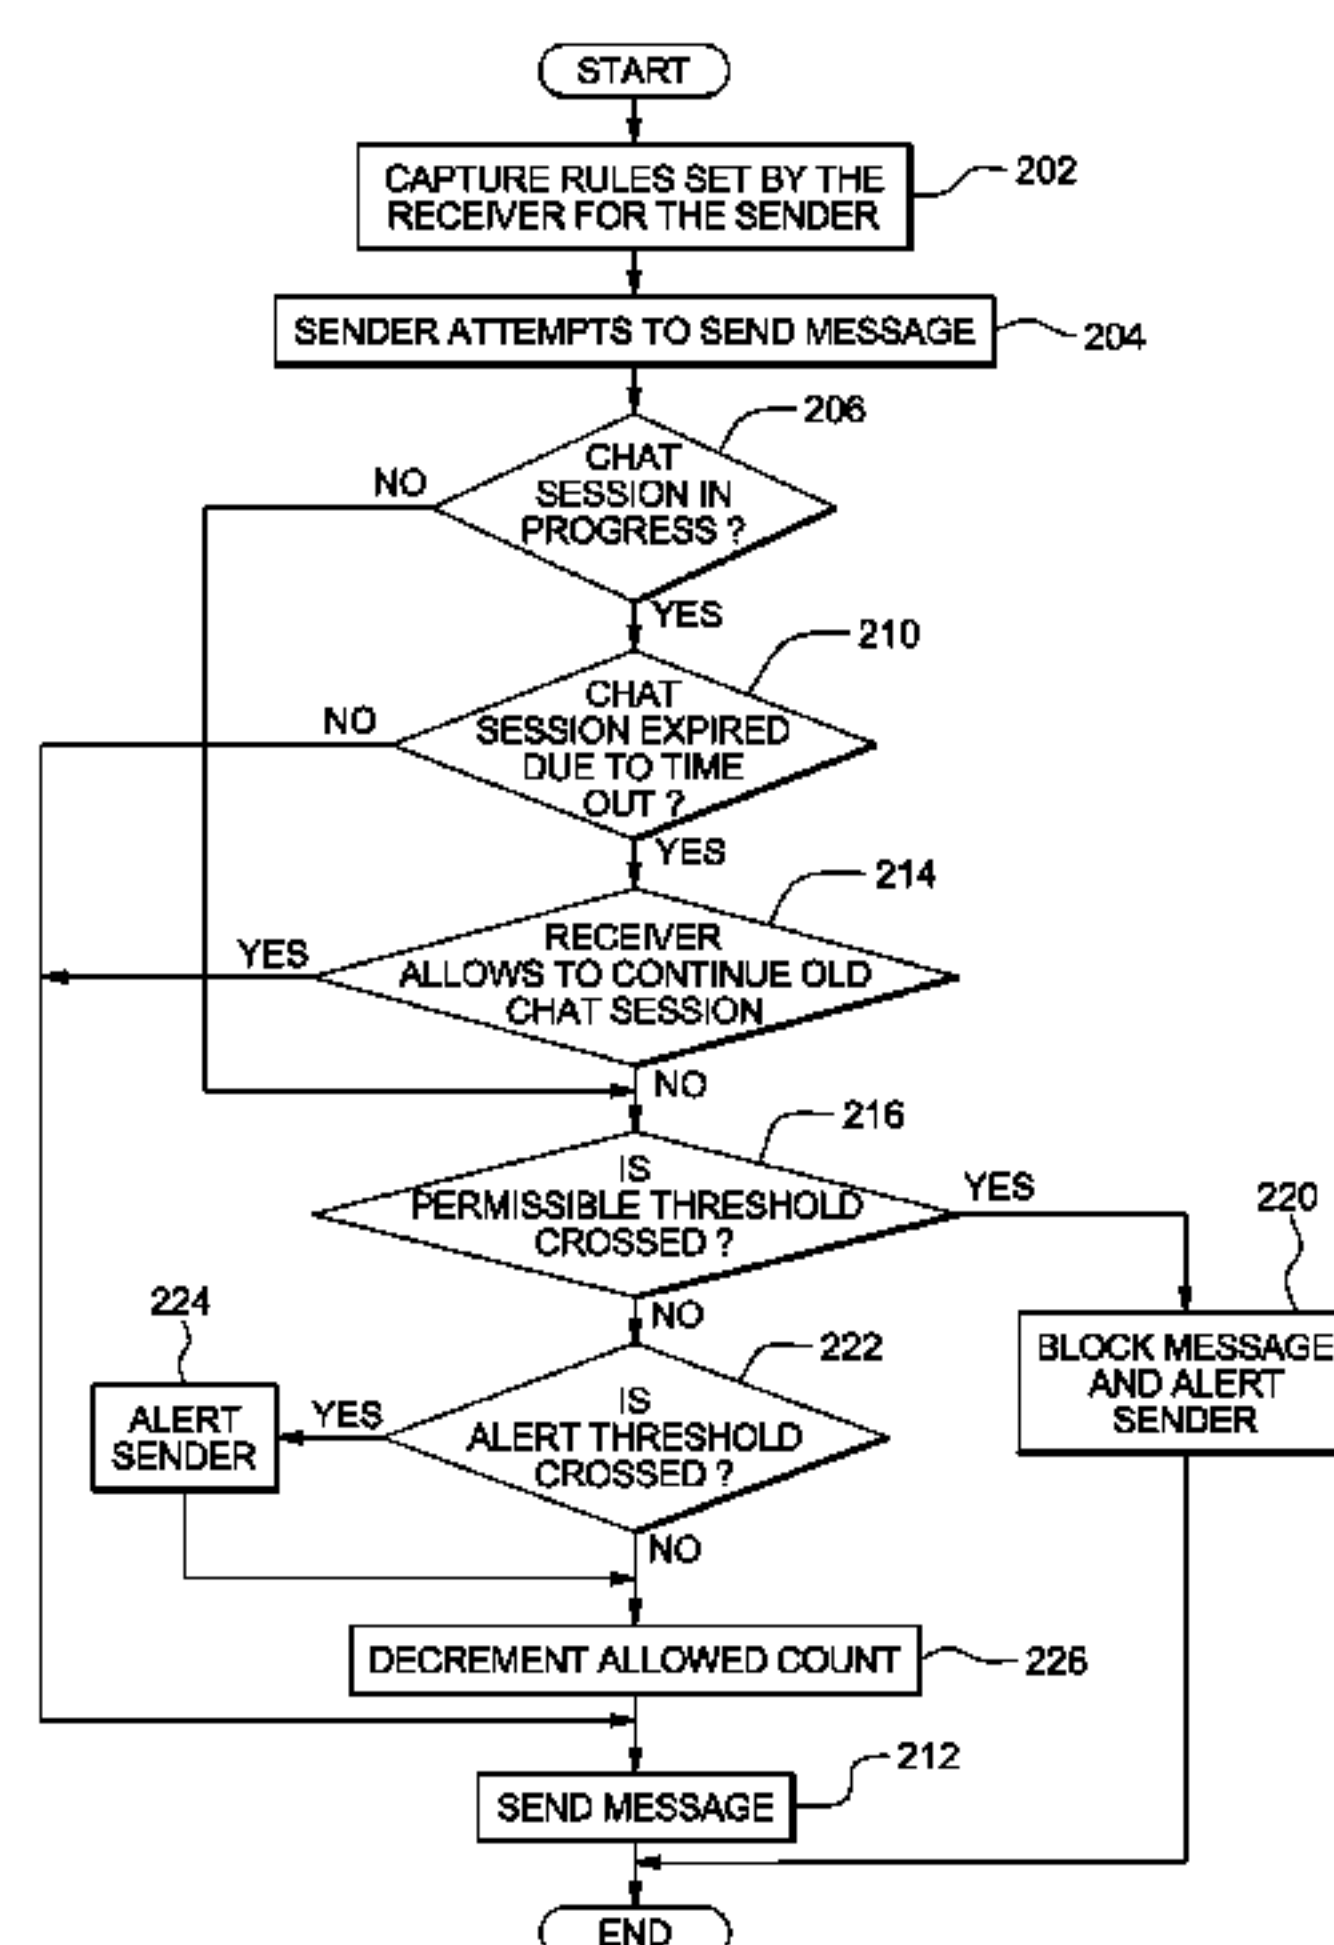 START
CAPTURE RULES SET BY THE
RECEIVER FOR THE SENDER
202
SENDER ATTEMPTS TO SEND MESSAGE
204
206
CHAT
SESSION IN
PROGRESS ?
NO
YES
210
CHAT
SESSION EXPIRED
DUE TO TIME
OUT ?
NO
YES
214
RECEIVER
ALLOWS TO CONTINUE OLD
CHAT SESSION
YES
NO
216
IS
PERMISSIBLE THRESHOLD
CROSSED ?
YES
NO
220
BLOCK MESSAGE
AND ALERT
SENDER
222
IS
ALERT THRESHOLD
CROSSED ?
YES
NO
224
ALERT
SENDER
DECREMENT ALLOWED COUNT
226
212
SEND MESSAGE
END